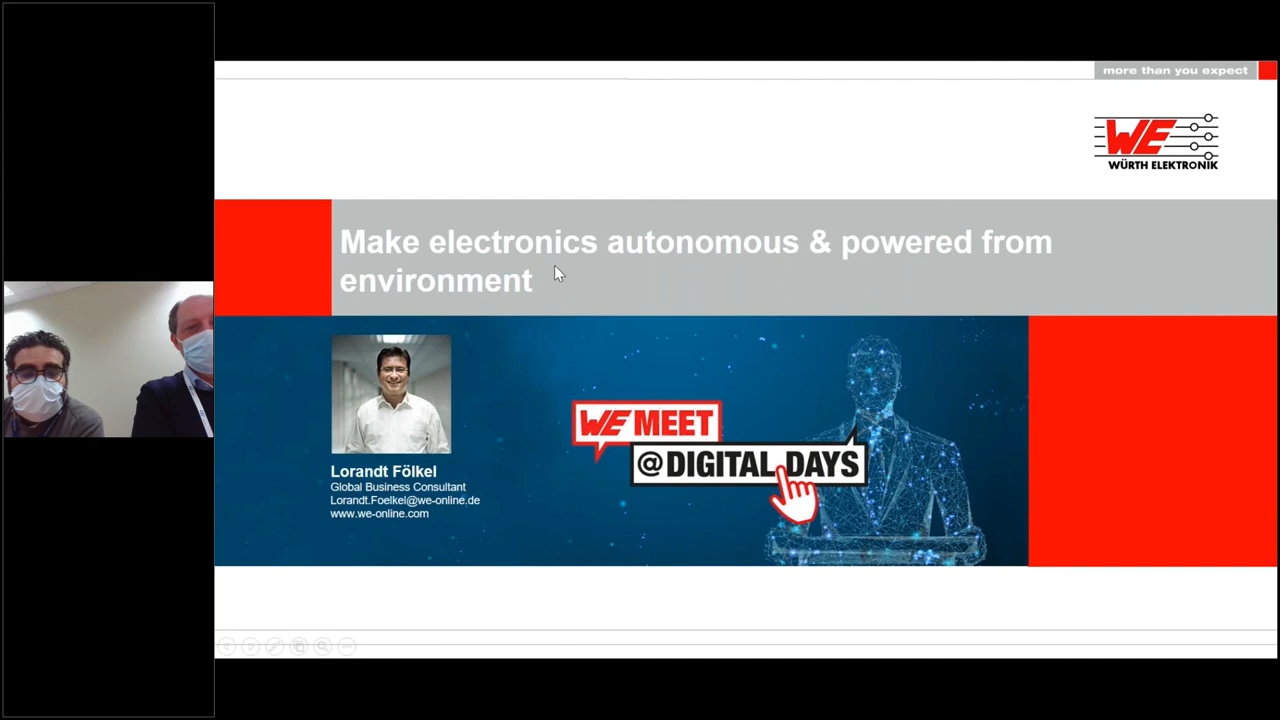 more than you expect
WE
WÜRTH ELEKTRONIK
Make electronics autonomous & powered from
environment
WE MEET
@DIGITAL DAYS
Lorandt Fölkel
Global Business Consultant
Lorandt.Foelkel@we-online.de
www.we-online.com